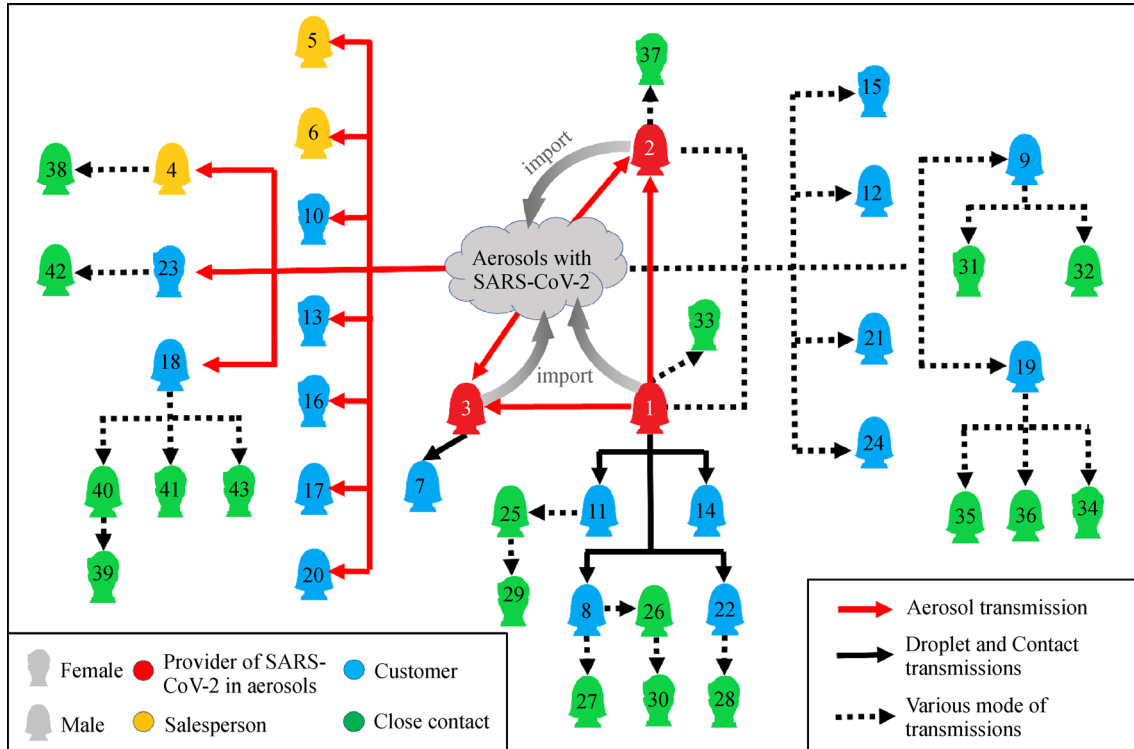 5
37
15
6
2
9
38
4
import
12
10
Aerosols with
SARS-CoV-2
42
23
31
32
13
33
18
import
21
19
16
3
1
24
7
40
41
43
17
25
11
14
35
36
34
39
20
29
8
26
22
27
30
28
Female
Provider of SARS-
CoV-2 in aerosols
Customer
Male
Salesperson
Close contact
Aerosol transmission
Droplet and Contact
transmissions
Various mode of
transmissions